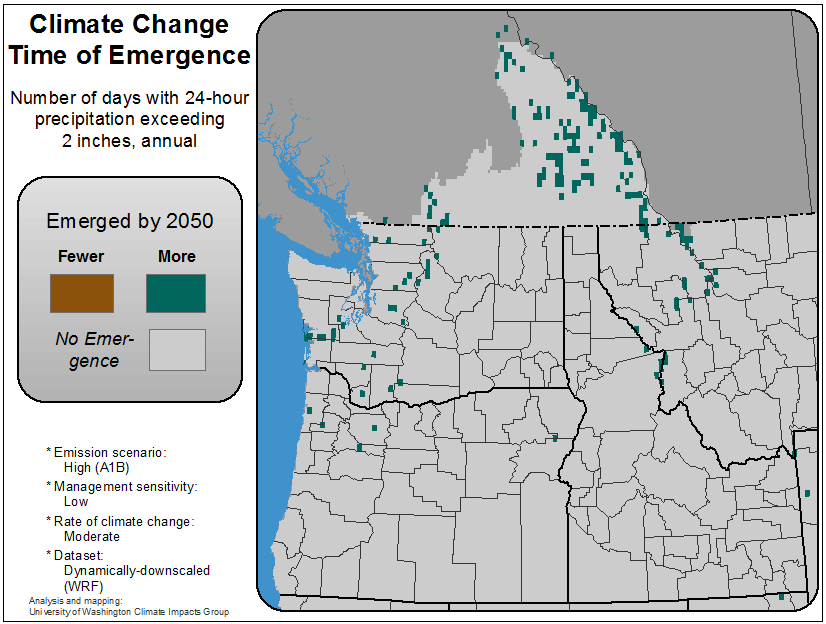 Climate Change
Time of Emergence
Number of days with 24-hour
precipitation exceeding
2 inches, annual
Emerged by 2050
Fewer More
No Emer-
gence
* Emission scenario:
High (A1B)
* Management sensitivity:
Low
* Rate of climate change:
Moderate
* Dataset:
Dynamically-downscaled
(WRF)
Analysis and mapping:
University of Washington Climate Impacts Group